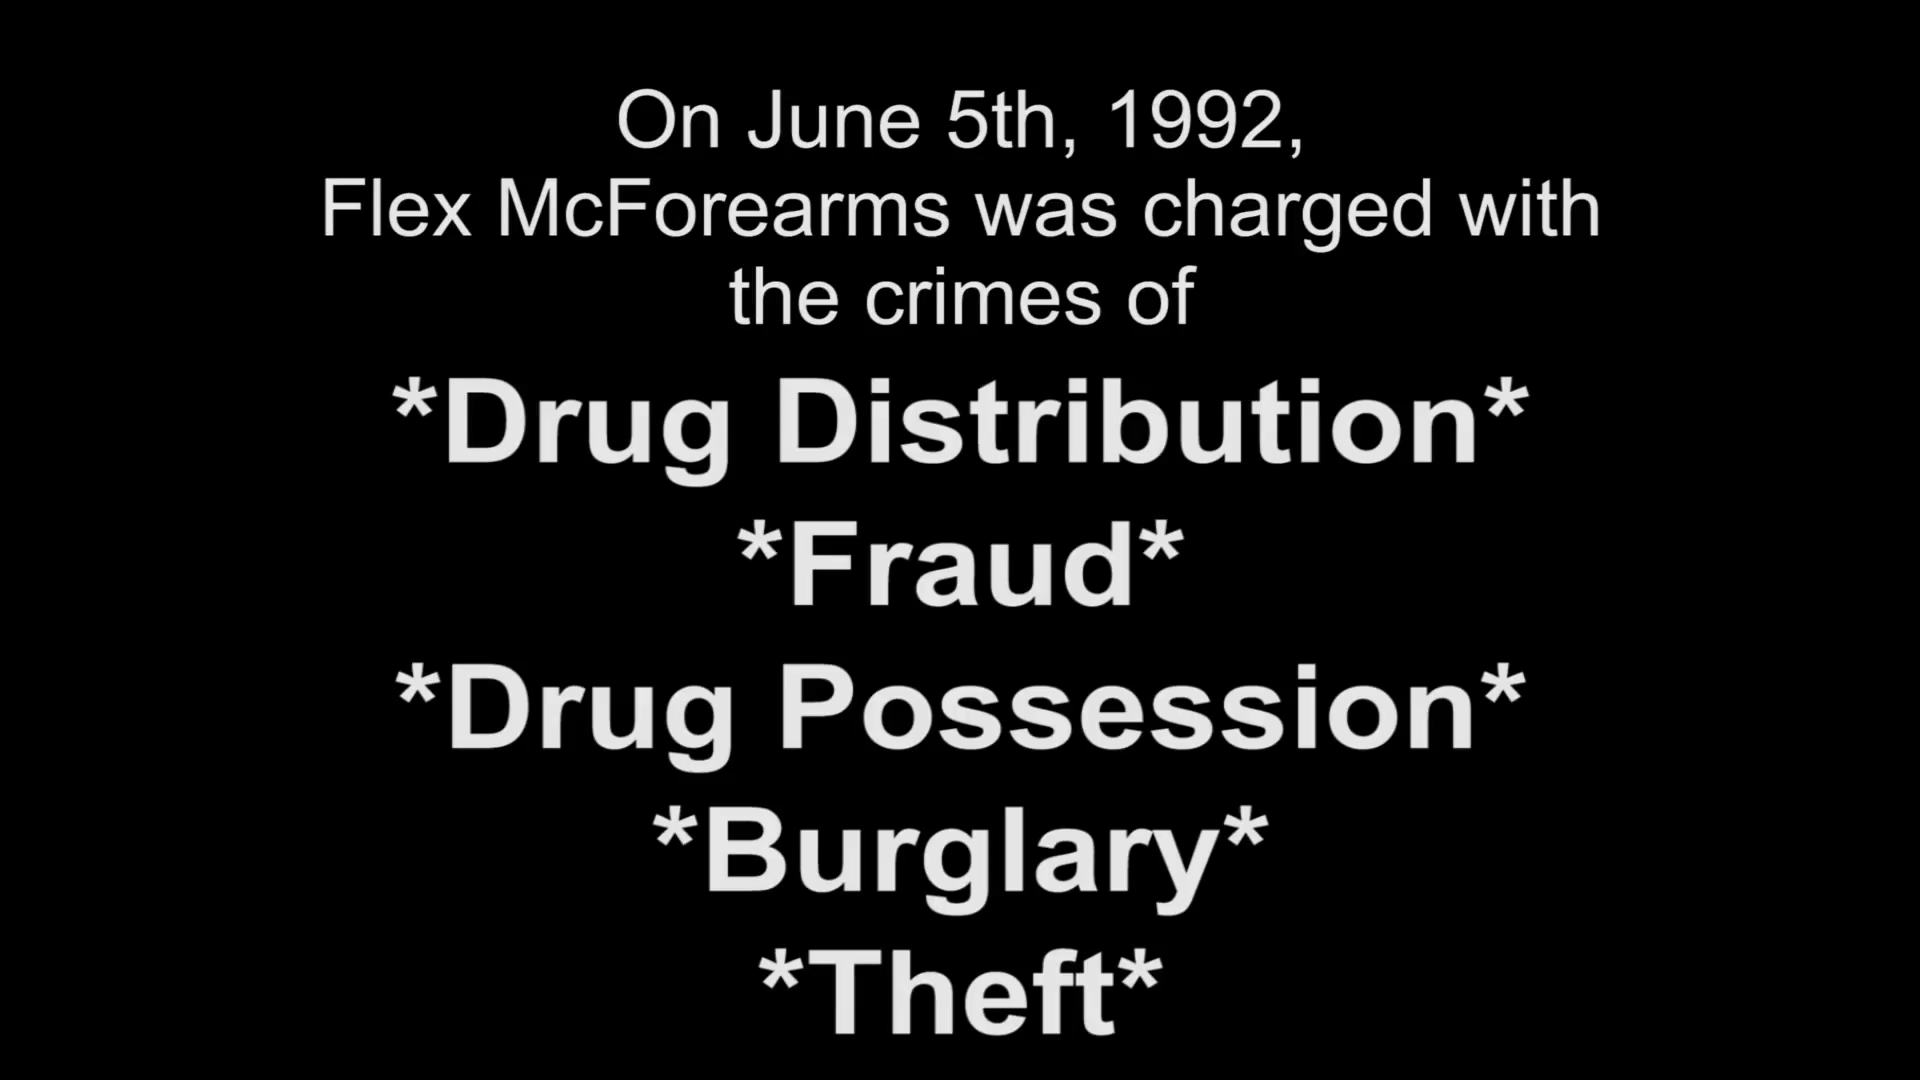 On June 5th, 1992,
Flex McForearms was charged with
the crimes of
*Drug Distribution*
*Fraud*
*Drug Possession*
*Burglary*
*Theft*